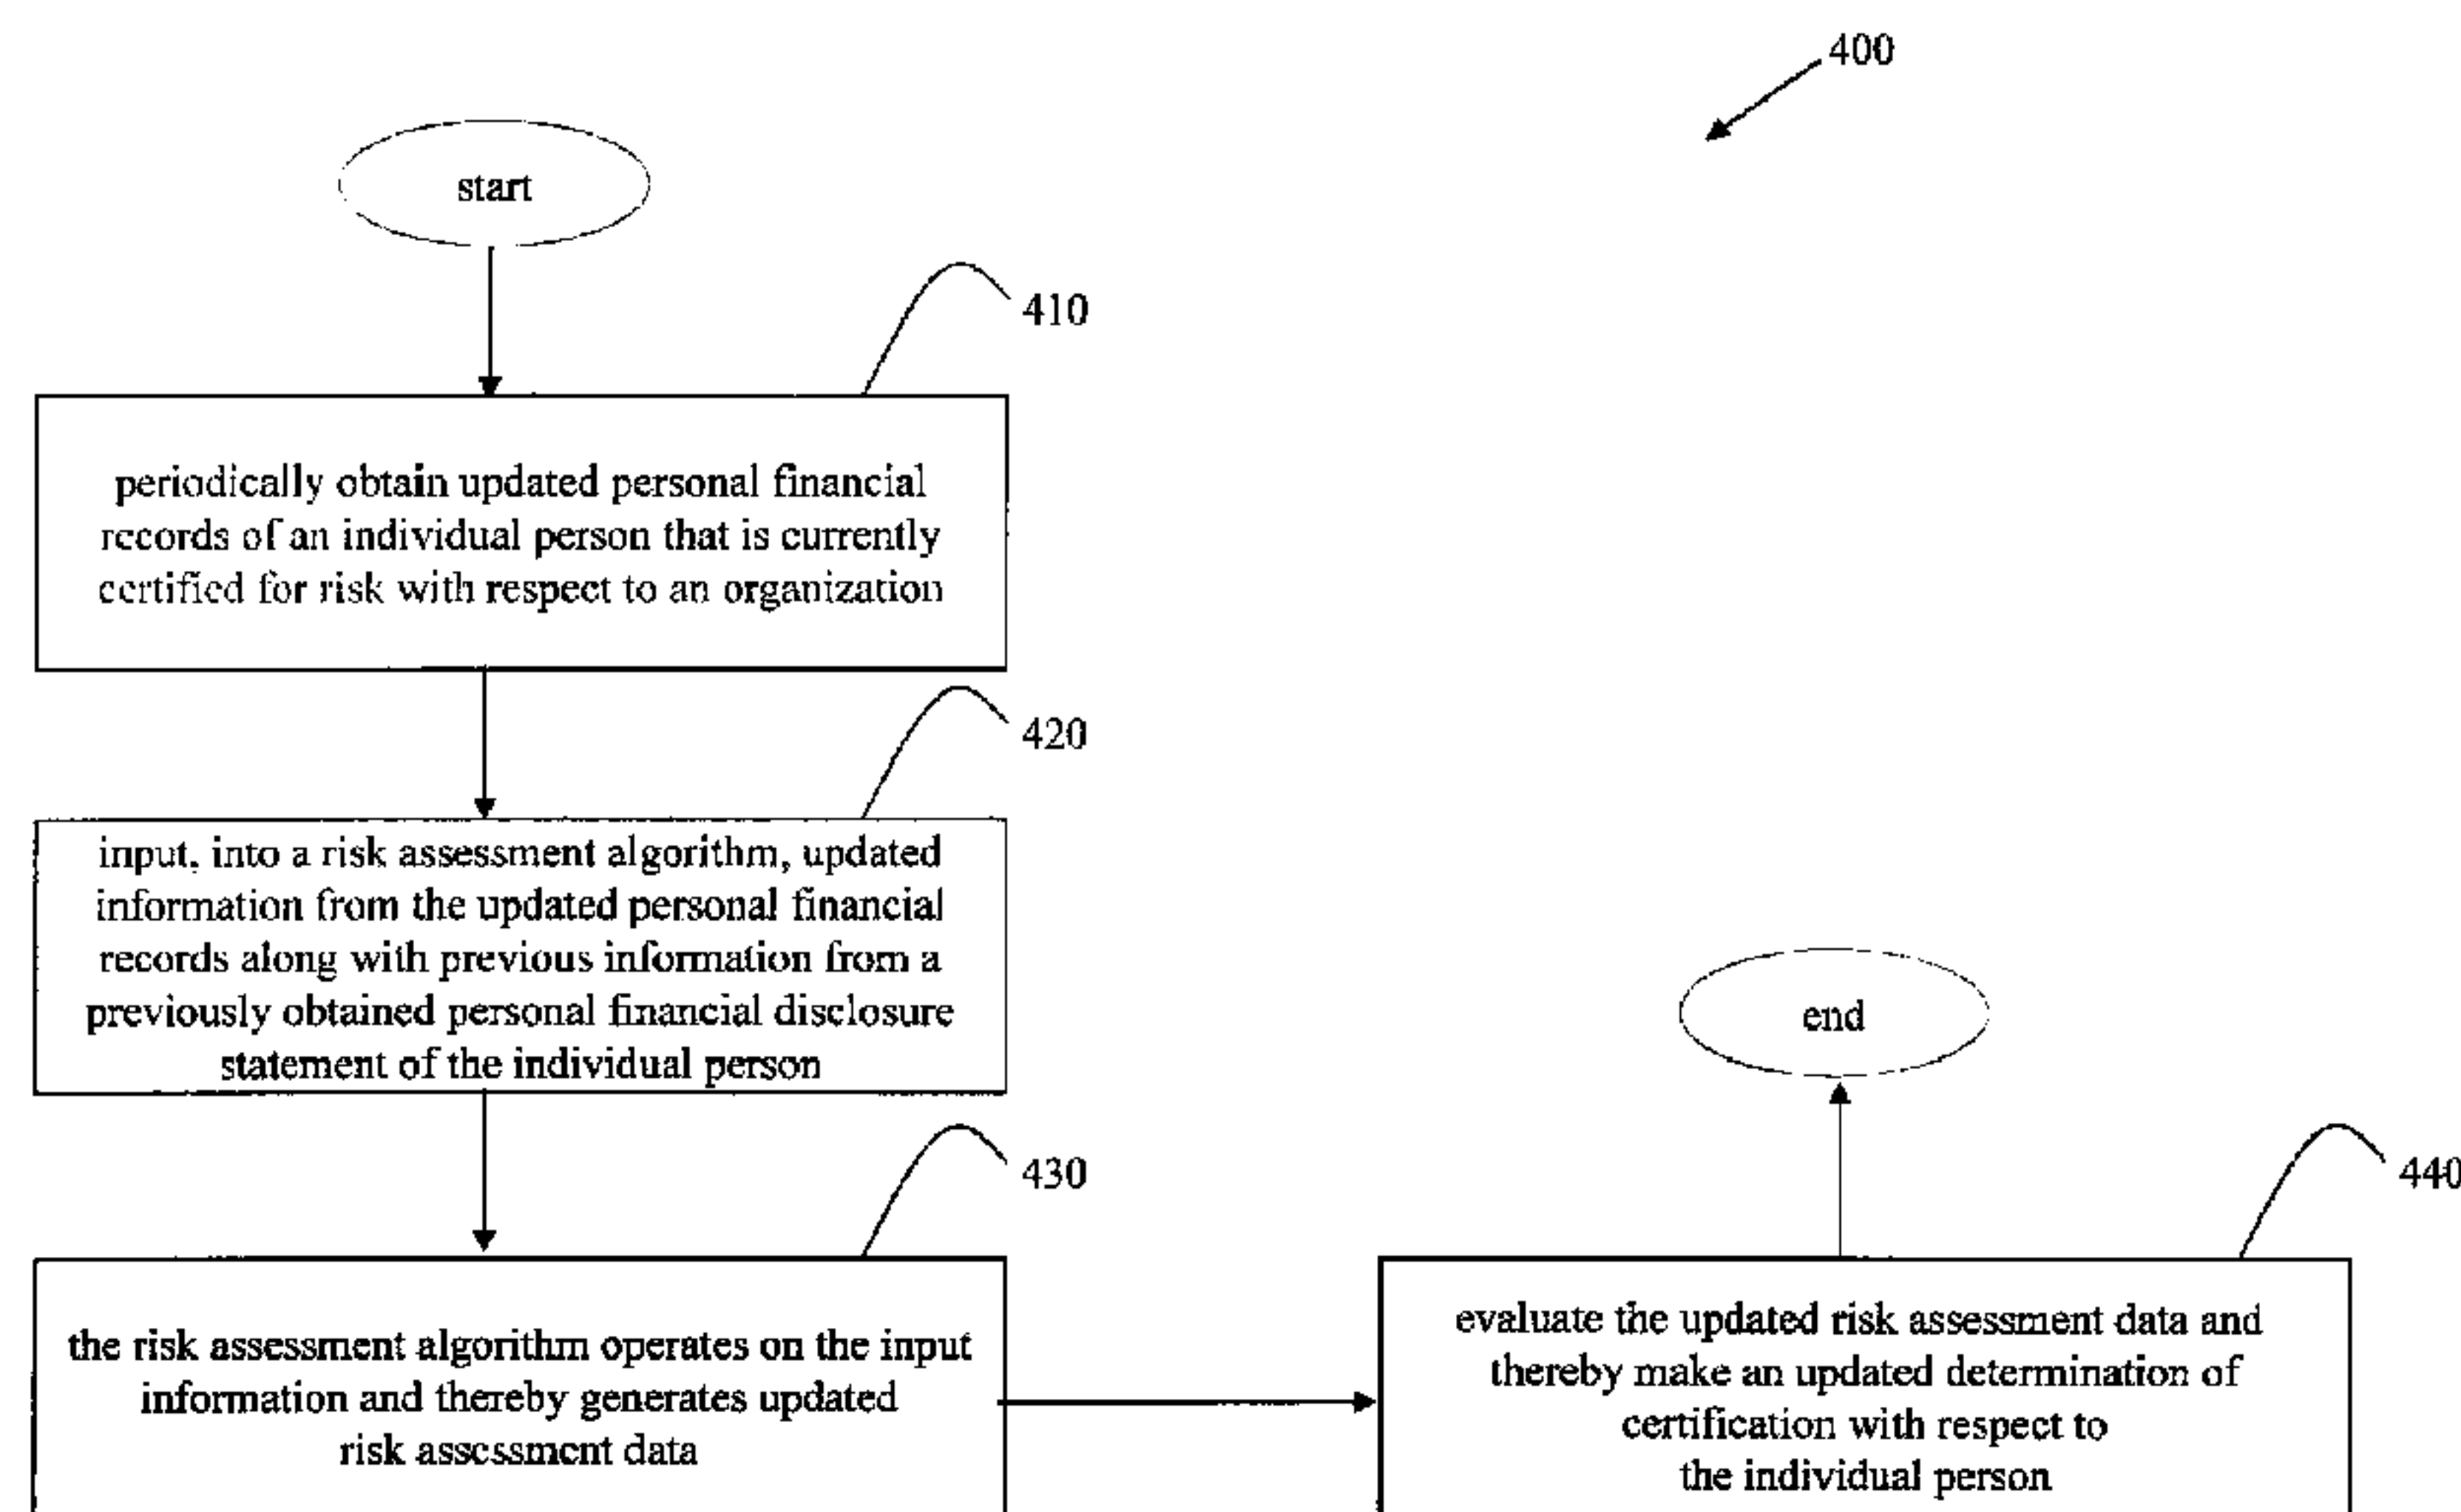 400
start
410
periodically obtain updated personal financial
records of an individual person that is currently
certified for risk with respect to an organization
420
input, into a risk assessment algorithm, updated
information from the updated personal financial
records along with previous information from a
previously obtained personal financial disclosure
statement of the individual person
end
430
440
the risk assessment algorithm operates on the input
information and thereby generates updated
risk assessment data
evaluate the updated risk assessment data and
thereby make an updated determination of
certification with respect to
the individual person